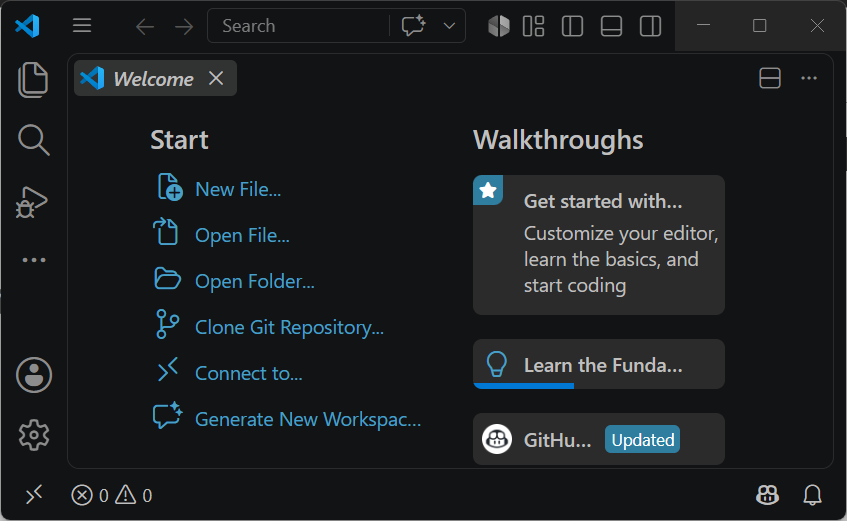 Search
Welcome
Start
New File...
Open File...
Open Folder...
Clone Git Repository...
Connect to...
Generate New Workspac...
Walkthroughs
Get started with...
Customize your editor,
learn the basics, and
start coding
Learn the Funda...
GitHu...
Updated
0
0